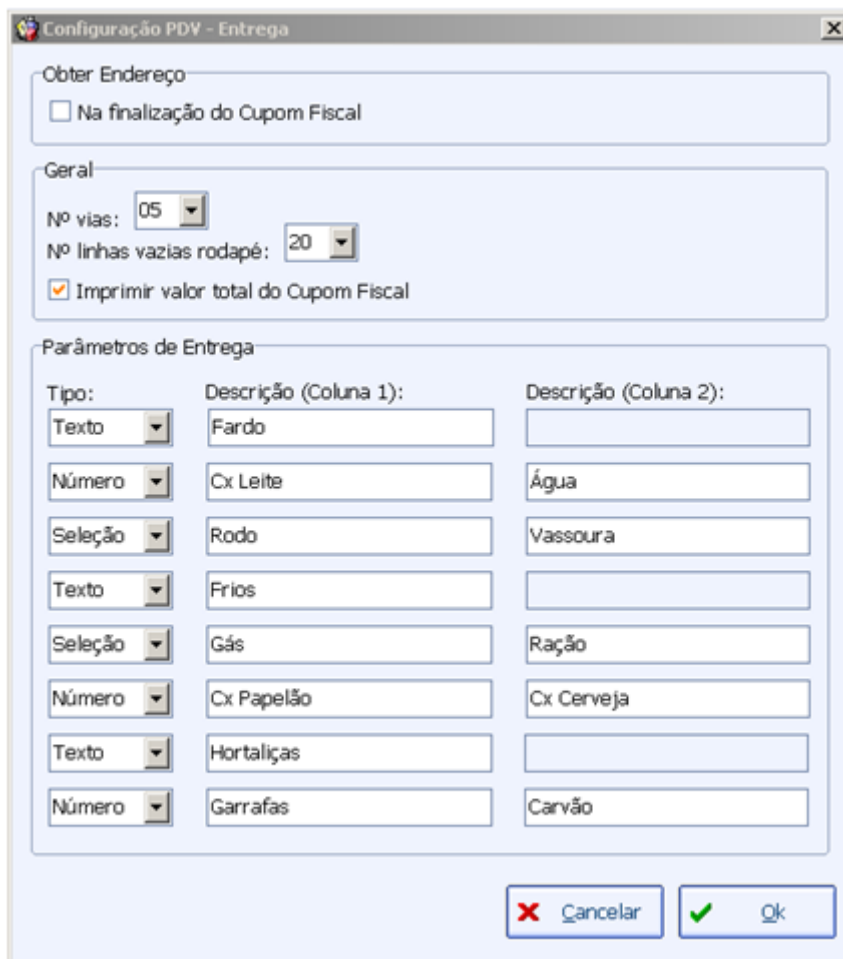 Configuração PDV - Entrega
Obter Endereço
Na finalização do Cupom Fiscal
Geral
Nº vias: 05
Nº linhas vazias rodapé: 20
Imprimir valor total do Cupom Fiscal
Parâmetros de Entrega
Tipo: Descrição (Coluna 1): Descrição (Coluna 2):
Texto Fardo
Número Cx Leite Água
Seleção Rodo Vassoura
Texto Frios
Seleção Gás Ração
Número Cx Papelão Cx Cerveja
Texto Hortaliças
Número Garrafas Carvão
Cancelar Ok